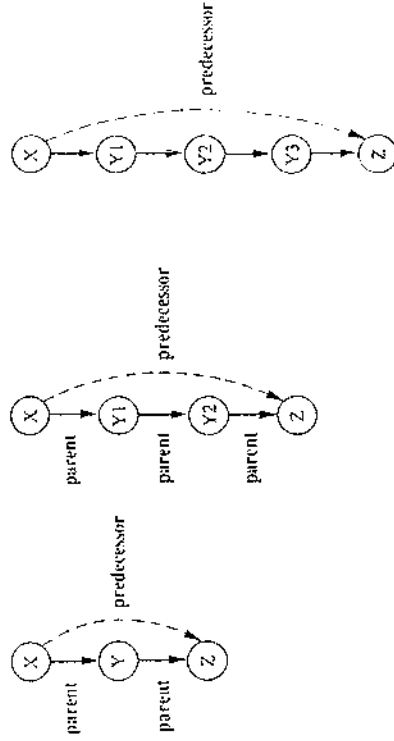 X
parent
Y
predecessor
parent
Z
X
parent
Y1
predecessor
parent
Y2
parent
Z
X
Y1
Y2
predecessor
Y3
Z